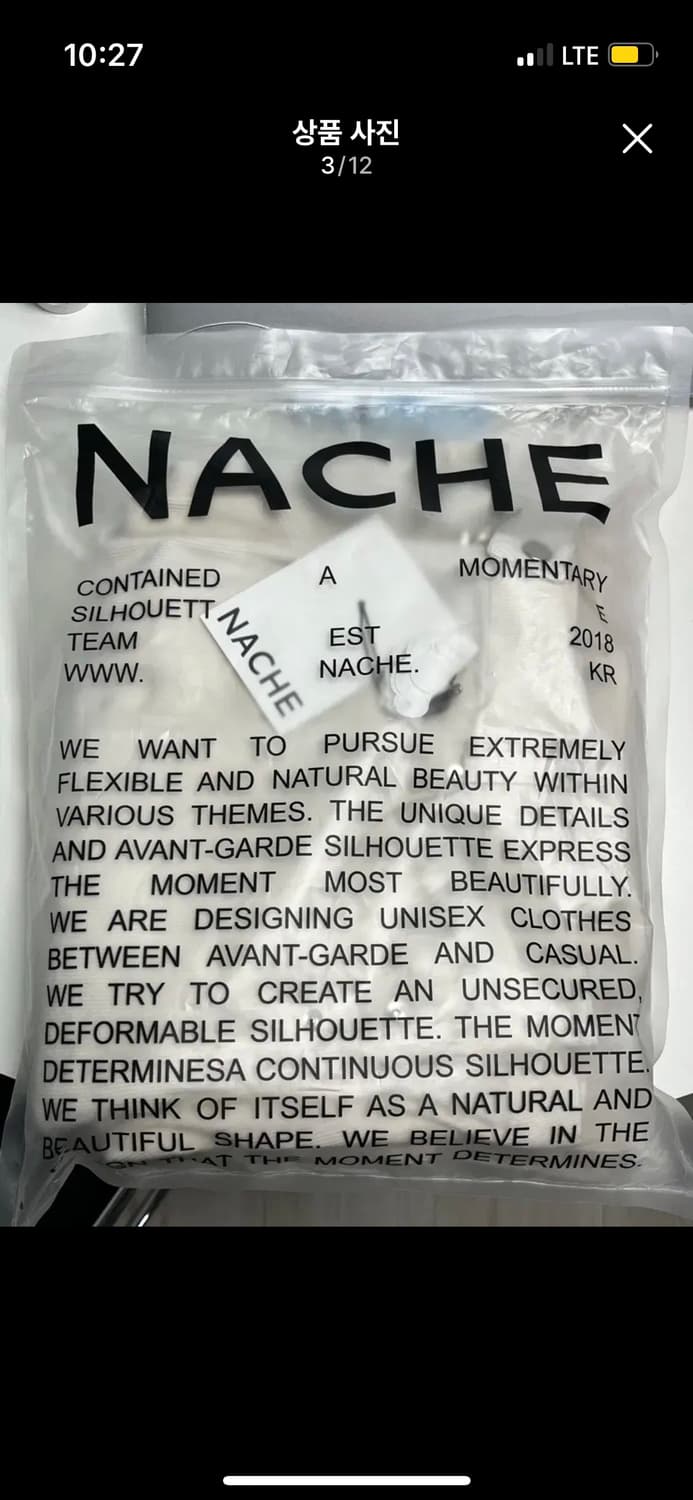 10:27
LTE
상품 사진
3/12
NACHE
CONTAINED A MOMENTARY
SILHOUETT E
NACHE
TEAM EST 2018
WWW. NACHE. KR
WE WANT TO PURSUE EXTREMELY
FLEXIBLE AND NATURAL BEAUTY WITHIN
VARIOUS THEMES. THE UNIQUE DETAILS
AND AVANT-GARDE SILHOUETTE EXPRESS
THE MOMENT MOST BEAUTIFULLY.
WE ARE DESIGNING UNISEX CLOTHES
BETWEEN AVANT-GARDE AND CASUAL.
WE TRY TO CREATE AN UNSECURED,
DEFORMABLE SILHOUETTE. THE MOMENT
DETERMINESA CONTINUOUS SILHOUETTE.
WE THINK OF ITSELF AS A NATURAL AND
BEAUTIFUL SHAPE. WE BELIEVE IN THE
THAT THE MOMENT DETERMINES.